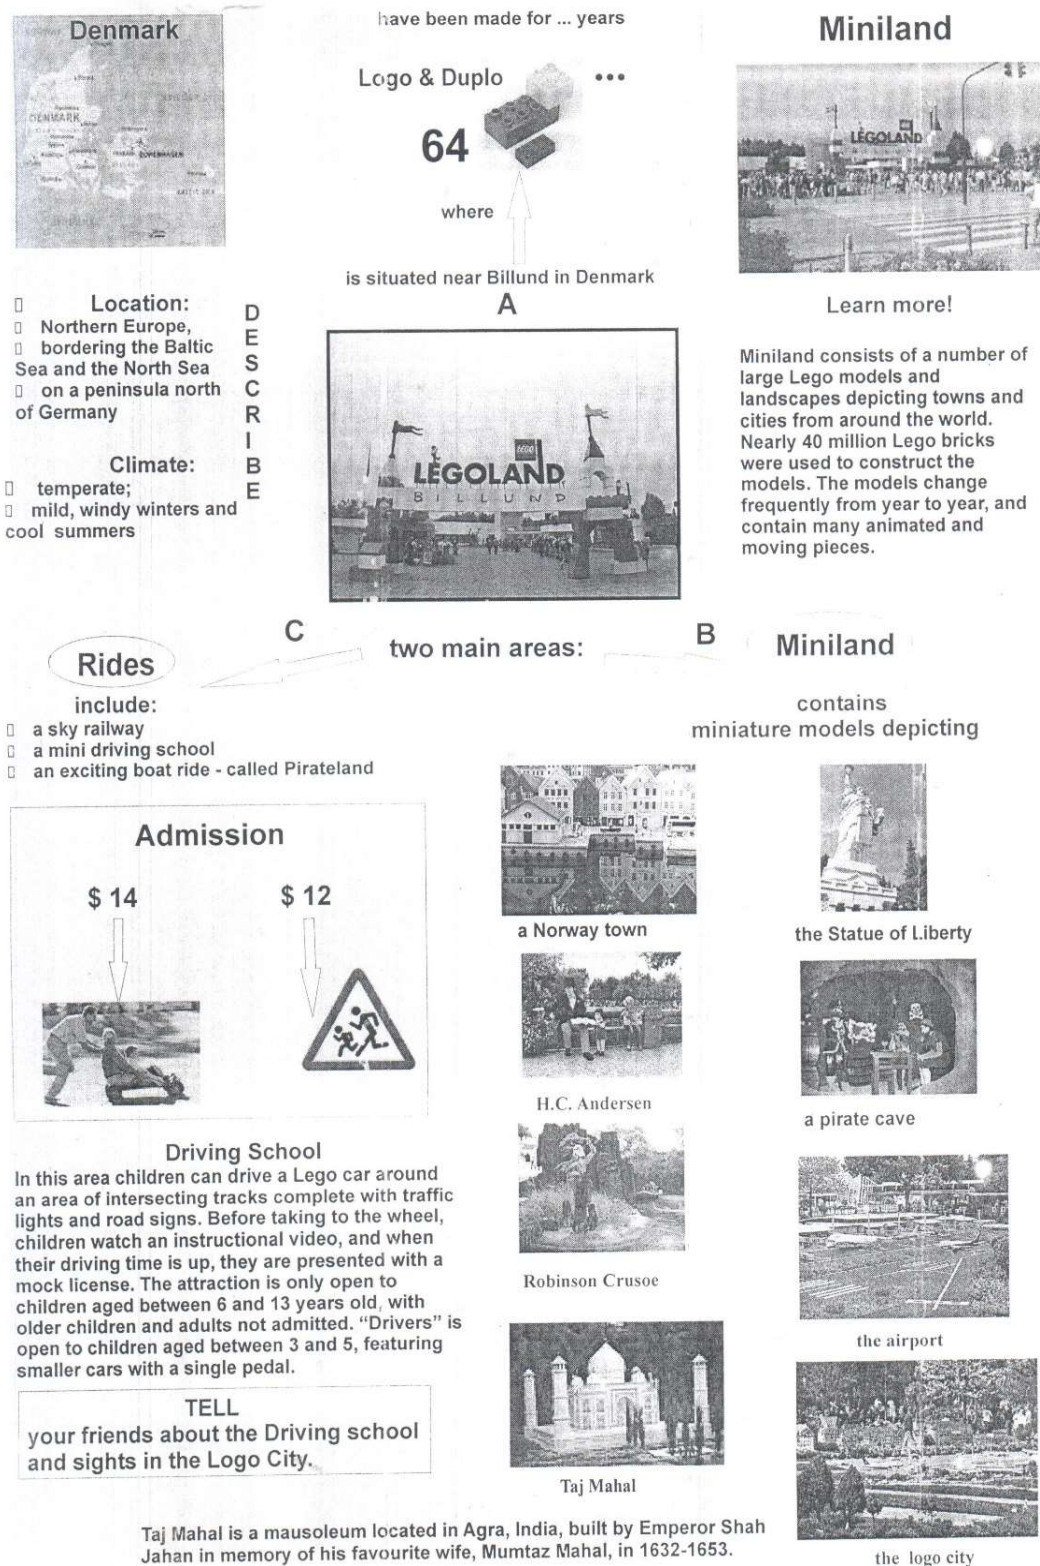 Denmark
DENMARK
COPENHAGEN
BALTIC SEA
Location:
Northern Europe,
bordering the Baltic
Sea and the North Sea
on a peninsula north
of Germany
Climate:
temperate;
mild, windy winters and
cool summers
DESCRIBE
have been made for ... years
Logo & Duplo ...
64
where
is situated near Billund in Denmark
A
LEGO
LEGOLAND
BILLUND
Miniland
LEGOLAND
Learn more!
Miniland consists of a number of
large Lego models and
landscapes depicting towns and
cities from around the world.
Nearly 40 million Lego bricks
were used to construct the
models. The models change
frequently from year to year, and
contain many animated and
moving pieces.
C
two main areas:
B
Rides
include:
a sky railway
a mini driving school
an exciting boat ride - called Pirateland
Admission
$ 14
$ 12
Driving School
In this area children can drive a Lego car around
an area of intersecting tracks complete with traffic
lights and road signs. Before taking to the wheel,
children watch an instructional video, and when
their driving time is up, they are presented with a
mock license. The attraction is only open to
children aged between 6 and 13 years old, with
older children and adults not admitted. “Drivers” is
open to children aged between 3 and 5, featuring
smaller cars with a single pedal.
TELL
your friends about the Driving school
and sights in the Logo City.
Miniland
contains
miniature models depicting
a Norway town
the Statue of Liberty
H.C. Andersen
a pirate cave
Robinson Crusoe
the airport
Taj Mahal
the logo city
Taj Mahal is a mausoleum located in Agra, India, built by Emperor Shah
Jahan in memory of his favourite wife, Mumtaz Mahal, in 1632-1653.